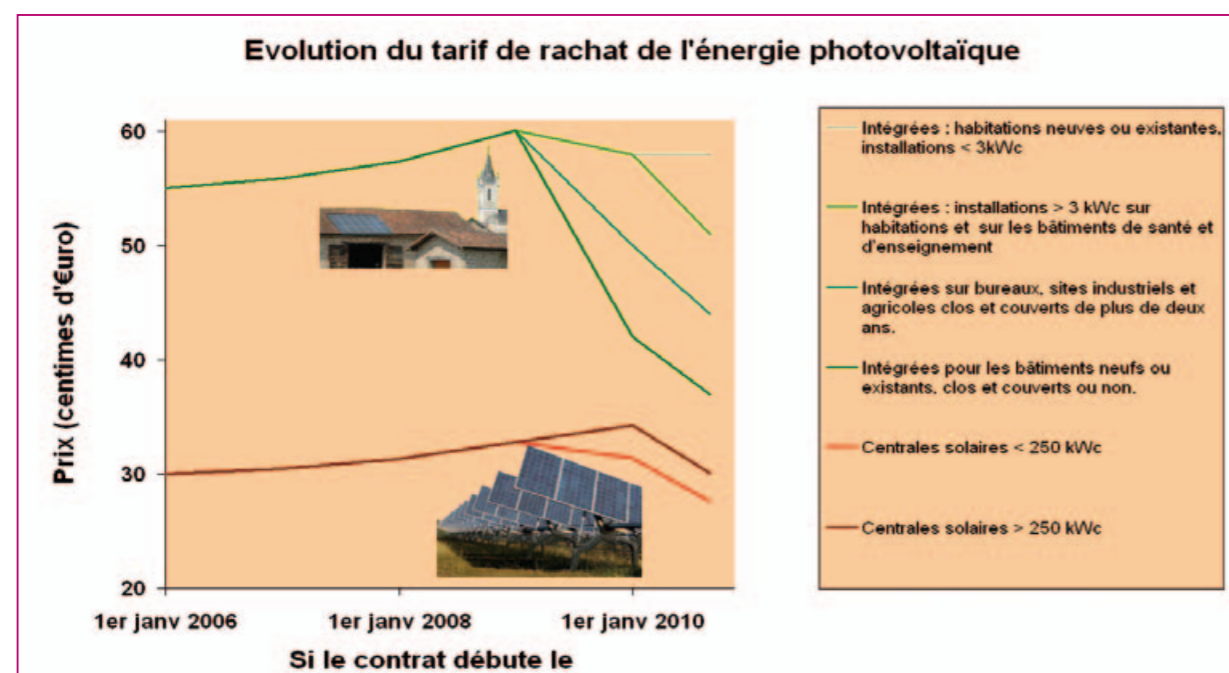 Evolution du tarif de rachat de l'énergie photovoltaïque
Prix (centimes d'€uro)
60
50
40
30
20
1er janv 2006
1er janv 2008
1er janv 2010
Si le contrat débute le
Intégrées : habitations neuves ou existantes,
installations < 3kWc
Intégrées : installations > 3 kWc sur
habitations et sur les bâtiments de santé et
d'enseignement
Intégrées sur bureaux, sites industriels et
agricoles clos et couverts de plus de deux
ans.
Intégrées pour les bâtiments neufs ou
existants, clos et couverts ou non.
Centrales solaires < 250 kWc
Centrales solaires > 250 kWc